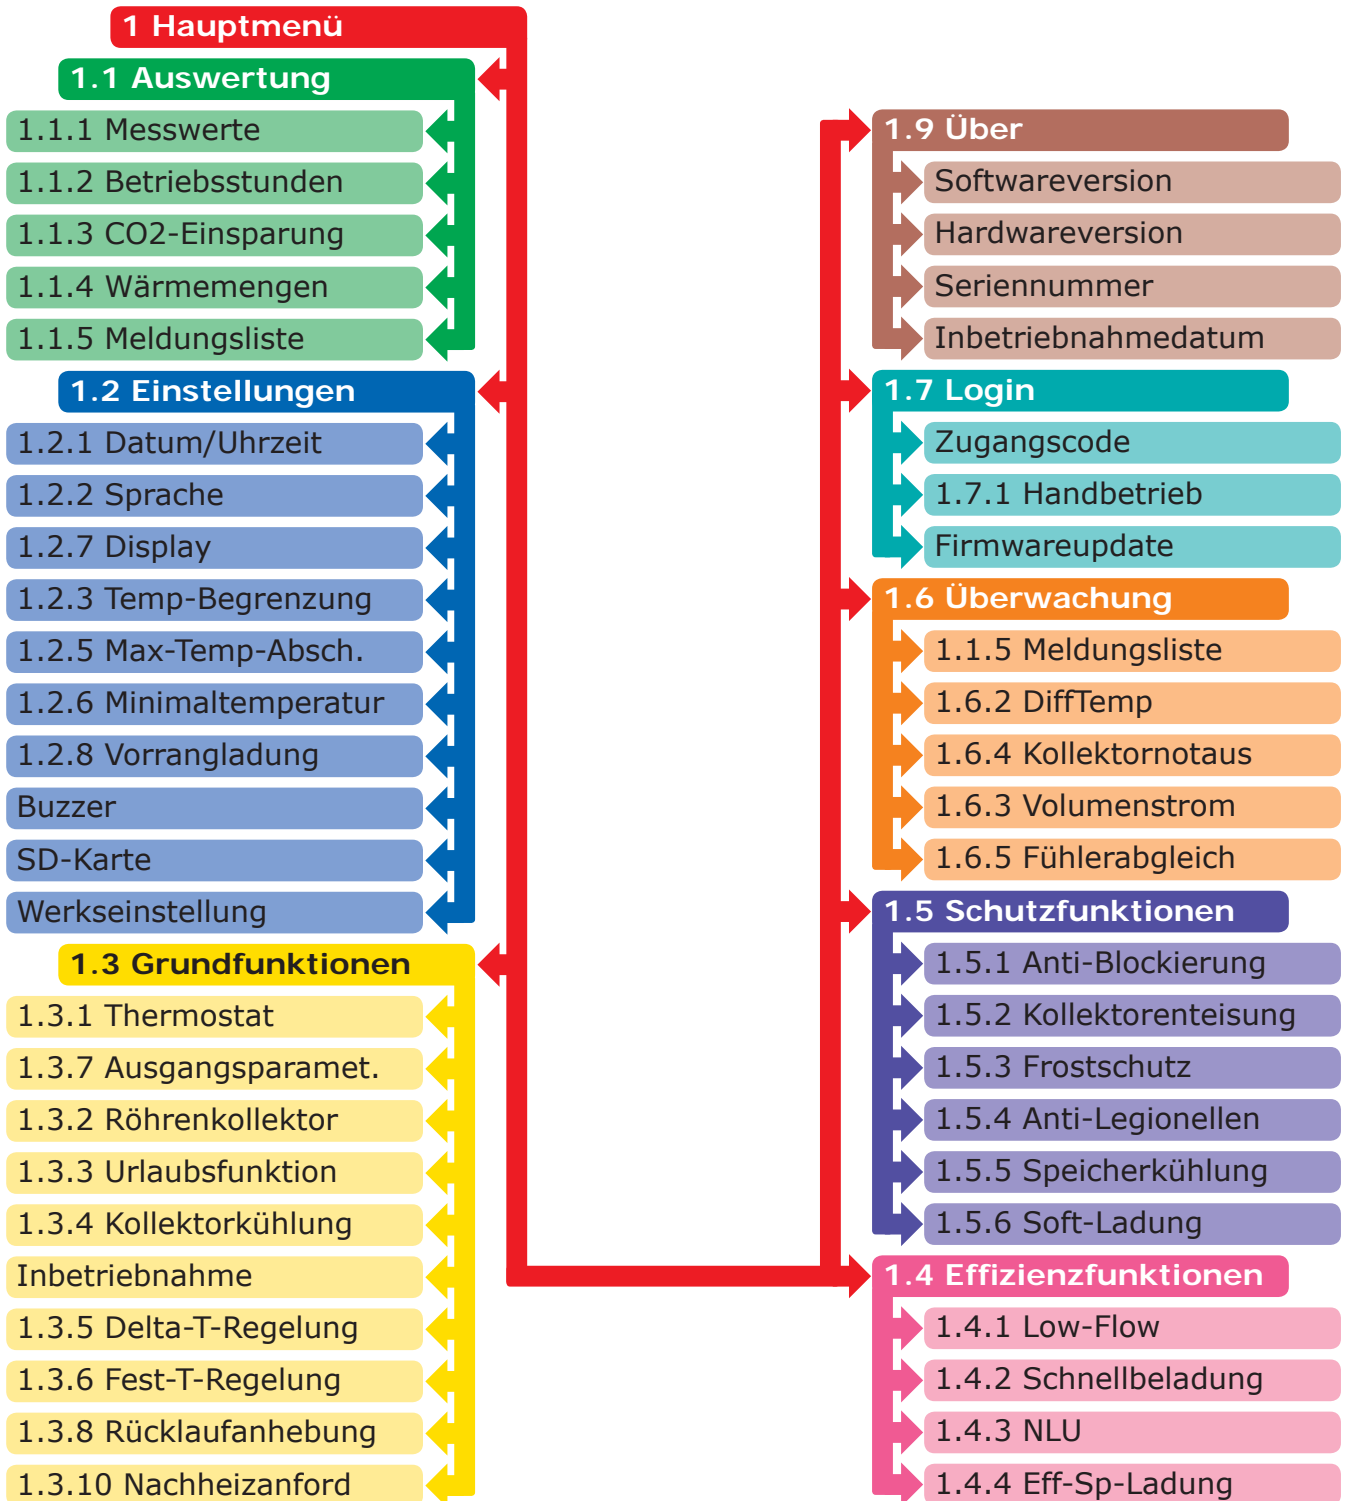 1 Hauptmenü
1.1 Auswertung
1.1.1 Messwerte
1.1.2 Betriebsstunden
1.1.3 CO2-Einsparung
1.1.4 Wärmemengen
1.1.5 Meldungsliste
1.2 Einstellungen
1.2.1 Datum/Uhrzeit
1.2.2 Sprache
1.2.7 Display
1.2.3 Temp-Begrenzung
1.2.5 Max-Temp-Absch.
1.2.6 Minimaltemperatur
1.2.8 Vorrangladung
Buzzer
SD-Karte
Werkseinstellung
1.3 Grundfunktionen
1.3.1 Thermostat
1.3.7 Ausgangsparamet.
1.3.2 Röhrenkollektor
1.3.3 Urlaubsfunktion
1.3.4 Kollektorkühlung
Inbetriebnahme
1.3.5 Delta-T-Regelung
1.3.6 Fest-T-Regelung
1.3.8 Rücklaufanhebung
1.3.10 Nachheizanford
1.9 Über
Softwareversion
Hardwareversion
Seriennummer
Inbetriebnahmedatum
1.7 Login
Zugangscode
1.7.1 Handbetrieb
Firmwareupdate
1.6 Überwachung
1.1.5 Meldungsliste
1.6.2 DiffTemp
1.6.4 Kollektornotaus
1.6.3 Volumenstrom
1.6.5 Fühlerabgleich
1.5 Schutzfunktionen
1.5.1 Anti-Blockierung
1.5.2 Kollektorenteisung
1.5.3 Frostschutz
1.5.4 Anti-Legionellen
1.5.5 Speicherkühlung
1.5.6 Soft-Ladung
1.4 Effizienzfunktionen
1.4.1 Low-Flow
1.4.2 Schnellbeladung
1.4.3 NLU
1.4.4 Eff-Sp-Ladung